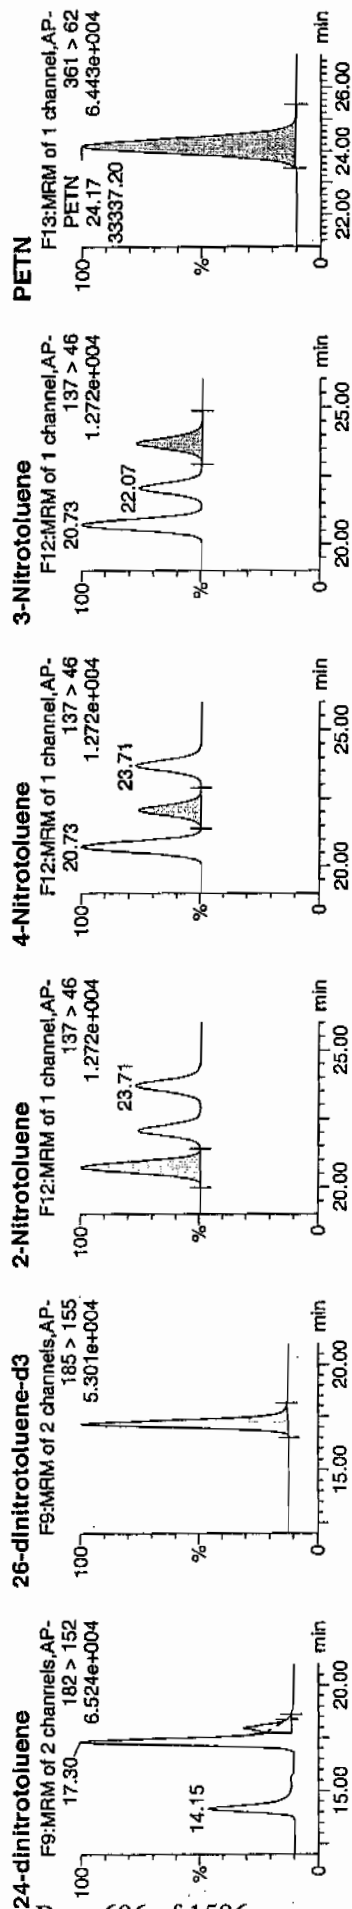 24-dinitrotoluene
F9:MRM of 2 channels,AP-
182 > 152
6.524e+004
100
17.30
14.15
%
0
15.00
20.00
min
26-dinitrotoluene-d3
F9:MRM of 2 channels,AP-
185 > 155
5.301e+004
100
%
0
15.00
20.00
min
2-Nitrotoluene
F12:MRM of 1 channel,AP-
137 > 46
1.272e+004
100
23.71
%
0
20.00
25.00
min
4-Nitrotoluene
F12:MRM of 1 channel,AP-
137 > 46
1.272e+004
100
20.73
23.71
%
0
20.00
25.00
min
3-Nitrotoluene
F12:MRM of 1 channel,AP-
137 > 46
1.272e+004
100
20.73
22.07
%
0
20.00
25.00
min
PETN
F13:MRM of 1 channel,AP-
361 > 62
6.443e+004
100
PETN
24.17
33337.20
%
0
22.00
24.00
26.00
min